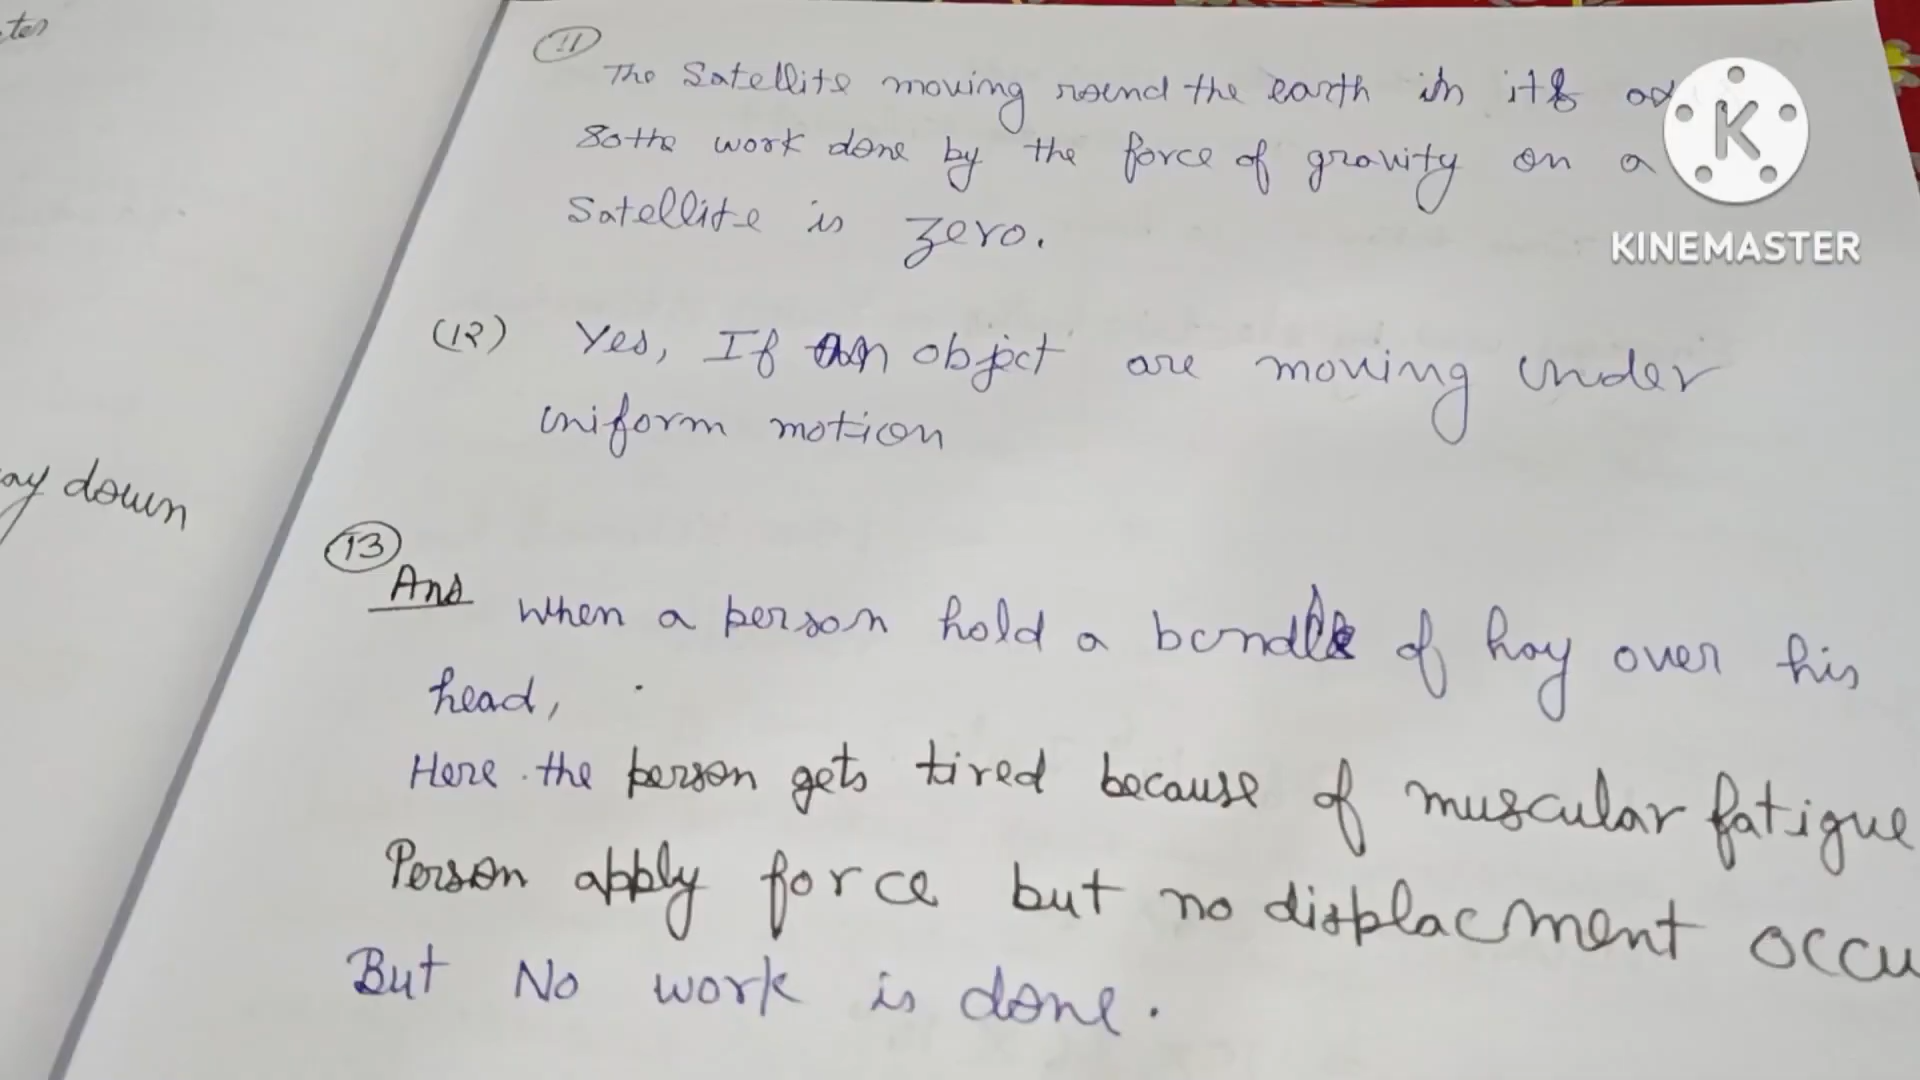 11
The Satellite moving round the earth in its
So the work done by the force of gravity on a
Satellite is zero.
(12) Yes, If an object are moving under
uniform motion
13
Ans When a person hold a bundle of hay over his
head,
Here the person gets tired because of muscular fatigue
Person apply force but no displacment occu
But No work is done.
down
K
KINEMASTER